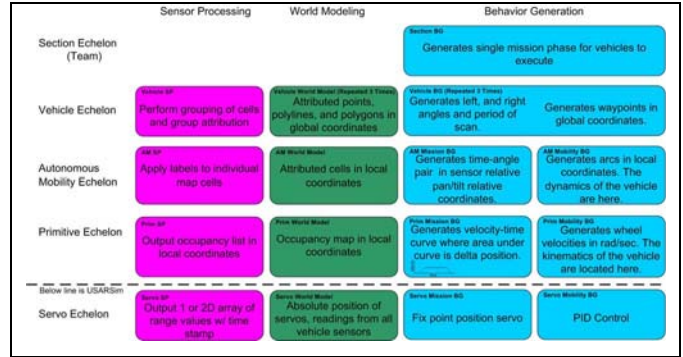 Sensor Processing
World Modeling
Behavior Generation
Section Echelon
(Team)
Section BG
Generates single mission phase for vehicles to
execute
Vehicle Echelon
Vehicle SP
Perform grouping of cells
and group attribution
Vehicle World Model (Repeated 3 Times)
Attributed points,
polylines, and polygons in
global coordinates
Vehicle BG (Repeated 3 Times)
Generates left, and right
angles and period of
scan.
Generates waypoints in
global coordinates.
Autonomous
Mobility Echelon
AM SP
Apply labels to individual
map cells
AM World Model
Attributed cells in local
coordinates
AM Mission BG
Generates time-angle
pair in sensor relative
pan/tilt relative
coordinates.
AM Mobility BG
Generates arcs in local
coordinates. The
dynamics of the vehicle
are here.
Primitive Echelon
Prim SP
Output occupancy list in
local coordinates
Prim World Model
Occupancy map in local
coordinates
Prim Mission BG
Generates velocity-time
curve where area under
curve is delta position.
Prim Mobility BG
Generates wheel
velocities in rad/sec. The
kinematics of the vehicle
are located here.
Below line is USARSim
Servo Echelon
Servo SP
Output 1 or 2D array of
range values w/ time
stamp
Servo World Model
Absolute position of
servos, readings from all
vehicle sensors
Servo Mission BG
Fix point position servo
Servo Mobility BG
PID Control